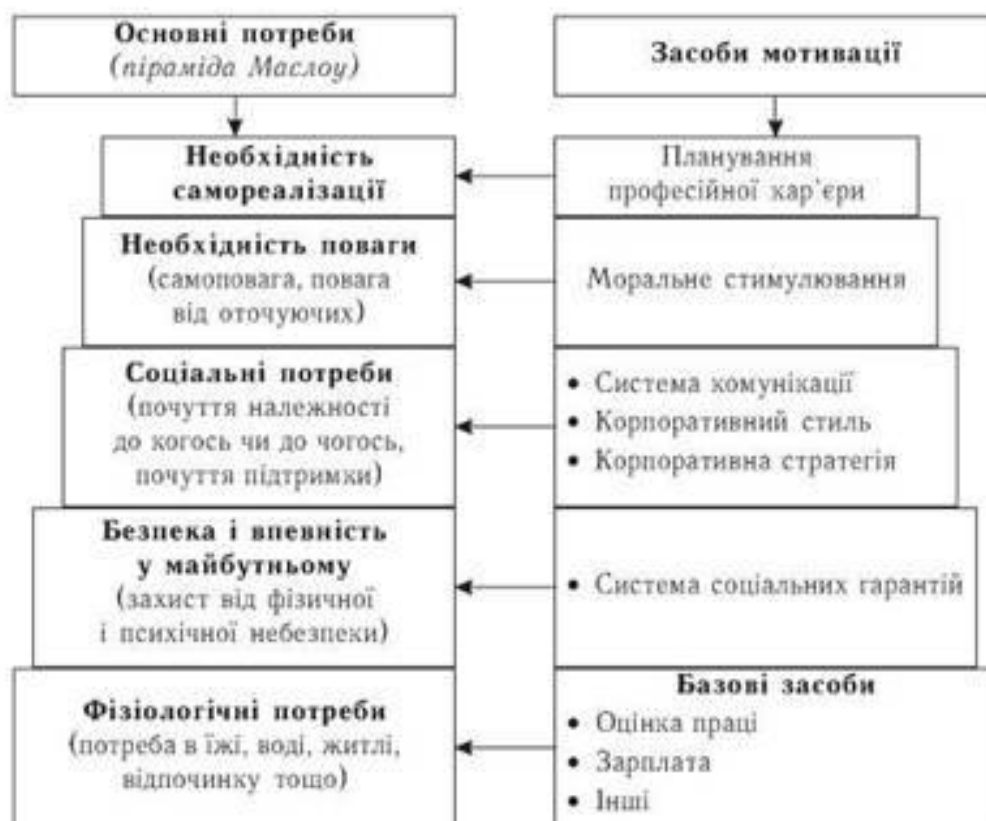 Основні потреби
(піраміда Маслоу)
Засоби мотивації
Необхідність
самореалізації
Планування
професійної кар’єри
Необхідність поваги
(самоповага, повага
від оточуючих)
Моральне стимулювання
Соціальні потреби
(почуття належності
до когось чи до чогось,
почуття підтримки)
• Система комунікації
• Корпоративний стиль
• Корпоративна стратегія
Безпека і впевність
у майбутньому
(захист від фізичної
і психічної небезпеки)
• Система соціальних гарантій
Фізіологічні потреби
(потреба в їжі, воді, житлі,
відпочинку тощо)
Базові засоби
• Оцінка праці
• Зарплата
• Інші